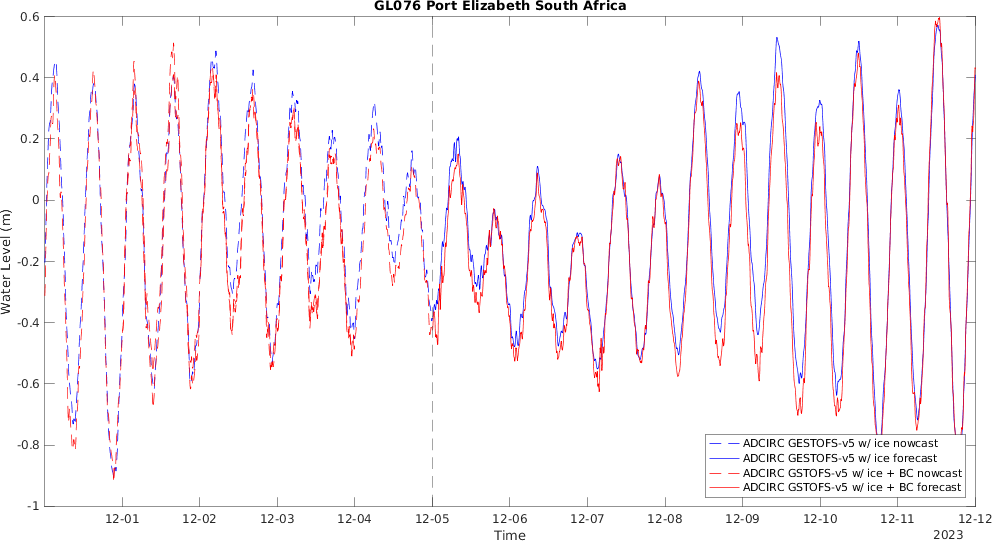 GL076 Port Elizabeth South Africa
0.6
0.4
0.2
0
-0.2
-0.4
-0.6
-0.8
-1
Water Level (m)
12-01 12-02 12-03 12-04 12-05 12-06 12-07 12-08 12-09 12-10 12-11 12-12
Time
2023
ADCIRC GESTOFS-v5 w/ ice nowcast
ADCIRC GESTOFS-v5 w/ ice forecast
ADCIRC GSTOFS-v5 w/ ice + BC nowcast
ADCIRC GSTOFS-v5 w/ ice + BC forecast